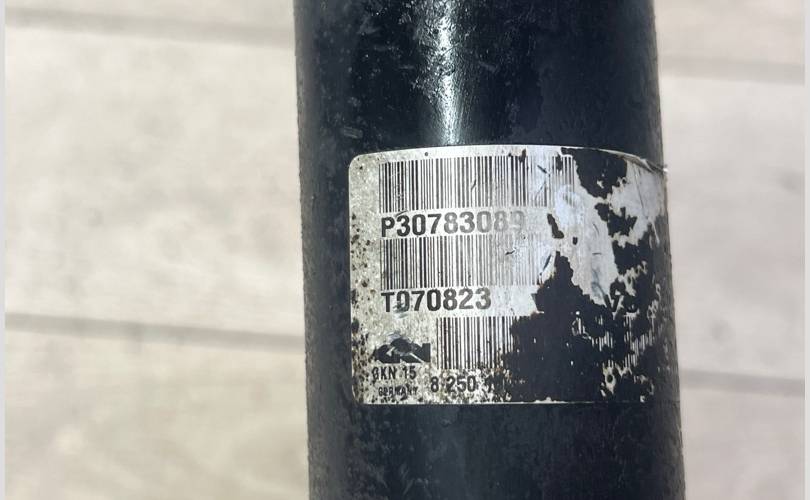 P30783089
T070823
GKN
GKN 15
GERMANY 8 250